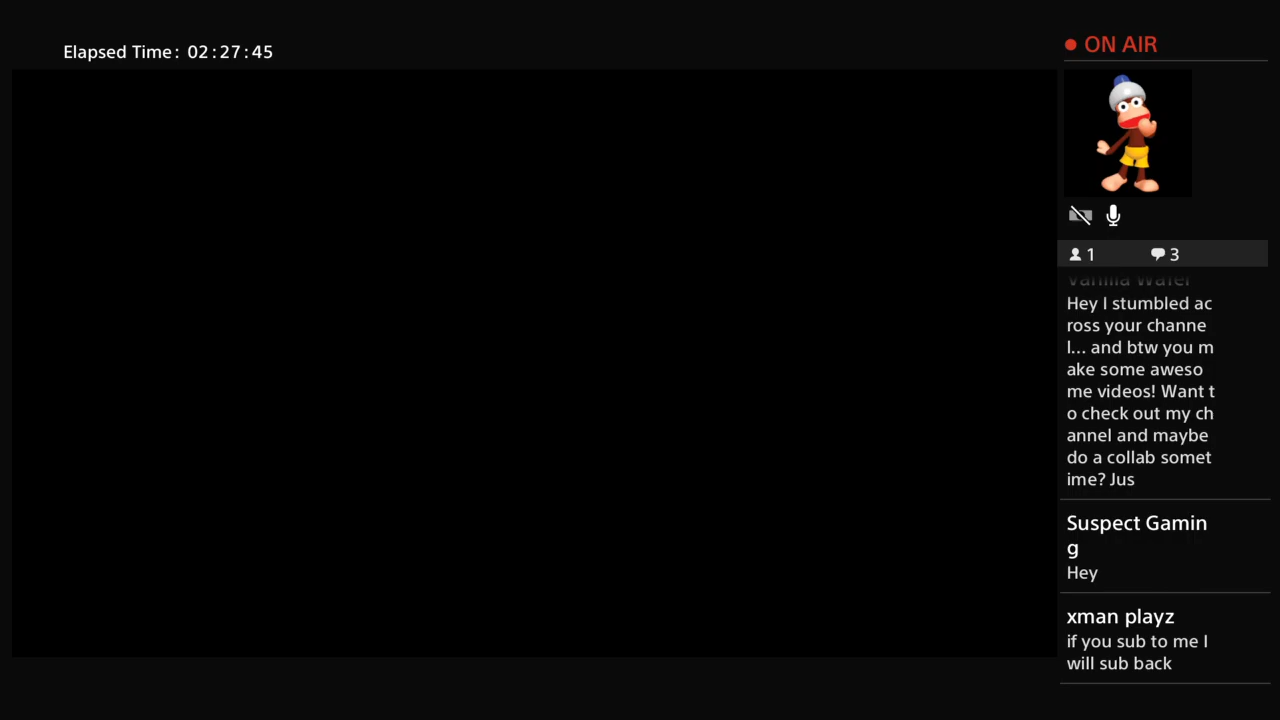 Elapsed Time: 02:27:45
ON AIR
1
3
Vanilla Wafer
Hey I stumbled ac
ross your channe
l... and btw you m
ake some aweso
me videos! Want t
o check out my ch
annel and maybe
do a collab somet
ime? Jus
Suspect Gamin
g
Hey
xman playz
if you sub to me I
will sub back